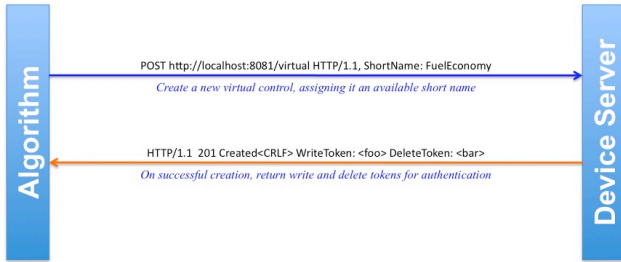 Algorithm
POST http://localhost:8081/virtual HTTP/1.1, ShortName: FuelEconomy
Create a new virtual control, assigning it an available short name
HTTP/1.1 201 Created<CRLF> WriteToken: <foo> DeleteToken: <bar>
On successful creation, return write and delete tokens for authentication
Device Server